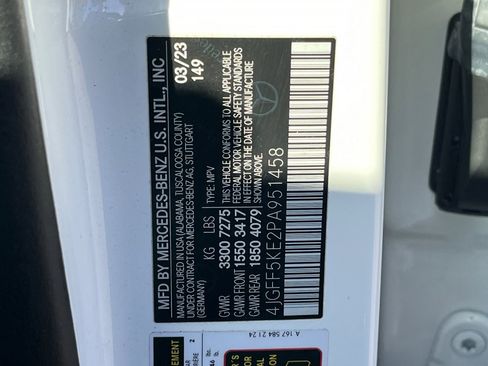 MFD BY MERCEDES-BENZ U.S. INTL., INC
MANUFACTURED IN USA (ALABAMA, TUSCALOOSA COUNTY)
UNDER CONTRACT FOR MERCEDES-BENZ AG, STUTTGART
(GERMANY)
03/23
149
KG LBS
TYPE: MPV
GVWR 3300 7275
GAWR FRONT 1550 3417
GAWR REAR 1850 4079
THIS VEHICLE CONFORMS TO ALL APPLICABLE
FEDERAL MOTOR VEHICLE SAFETY STANDARDS
IN EFFECT ON THE DATE OF MANUFACTURE
SHOWN ABOVE.
4JGFF5KE2PA951458
A 167 584 21 24